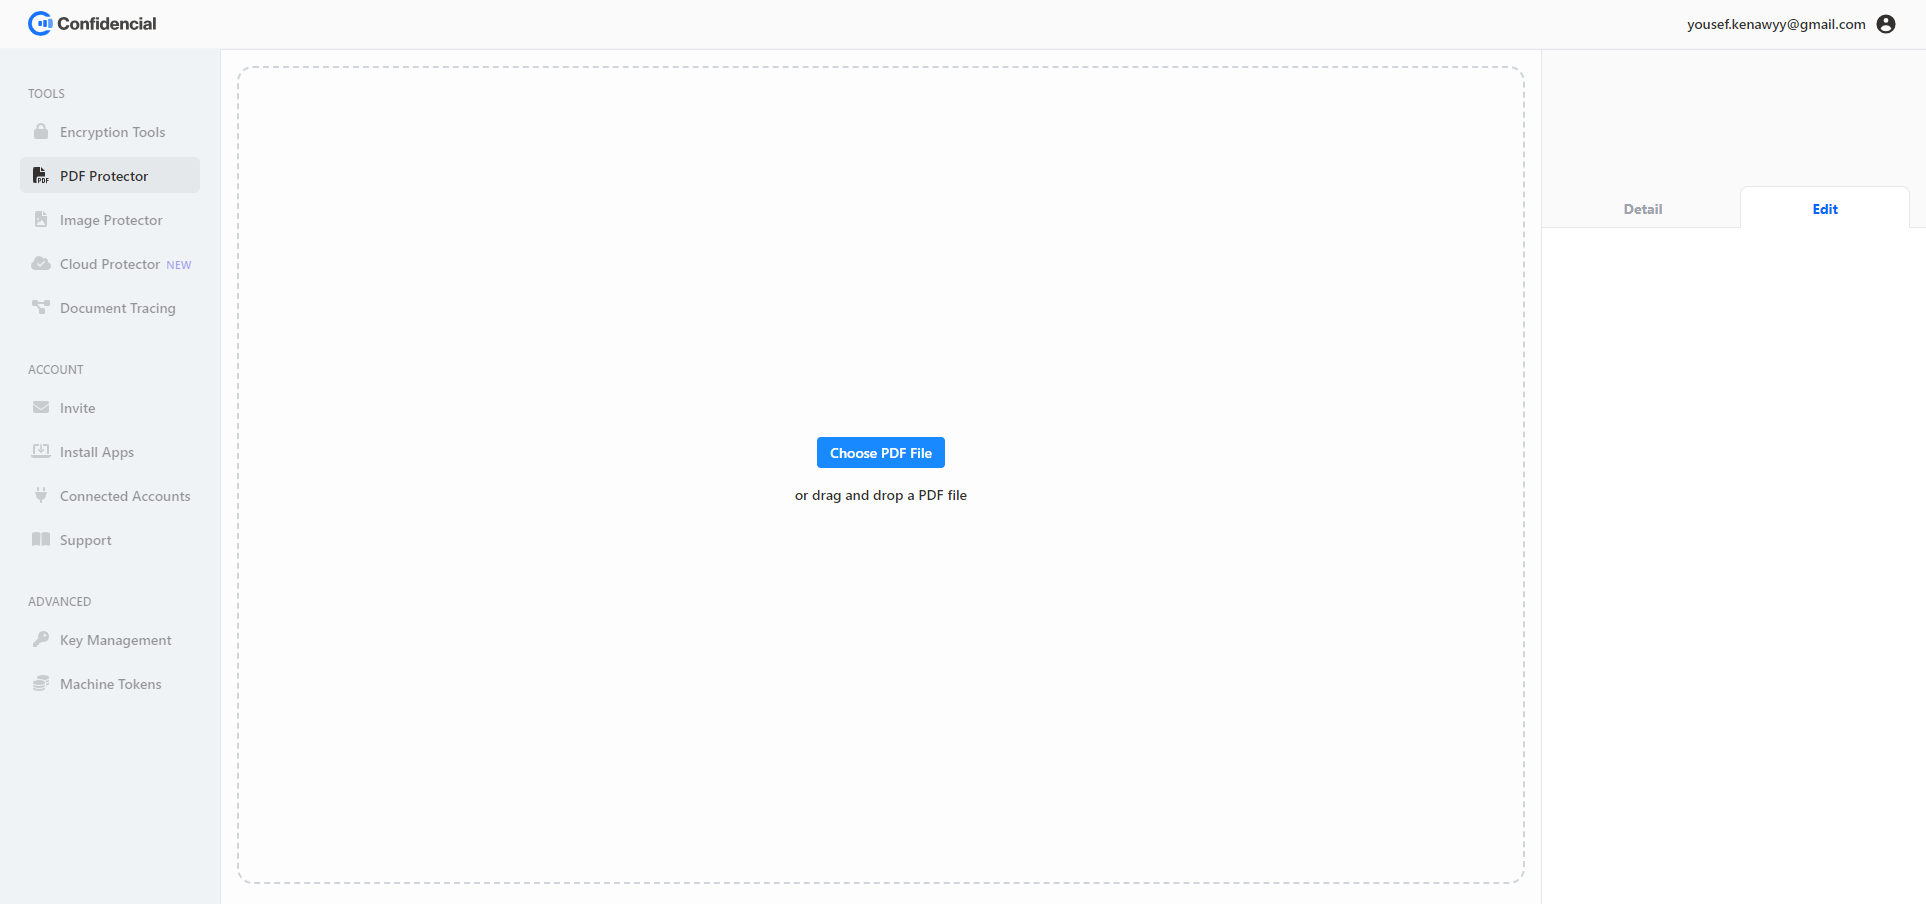 Confidencial
yousef.kenawyy@gmail.com
TOOLS
Encryption Tools
PDF Protector
Image Protector
Cloud Protector NEW
Document Tracing
ACCOUNT
Invite
Install Apps
Connected Accounts
Support
ADVANCED
Key Management
Machine Tokens
Choose PDF File
or drag and drop a PDF file
Detail
Edit